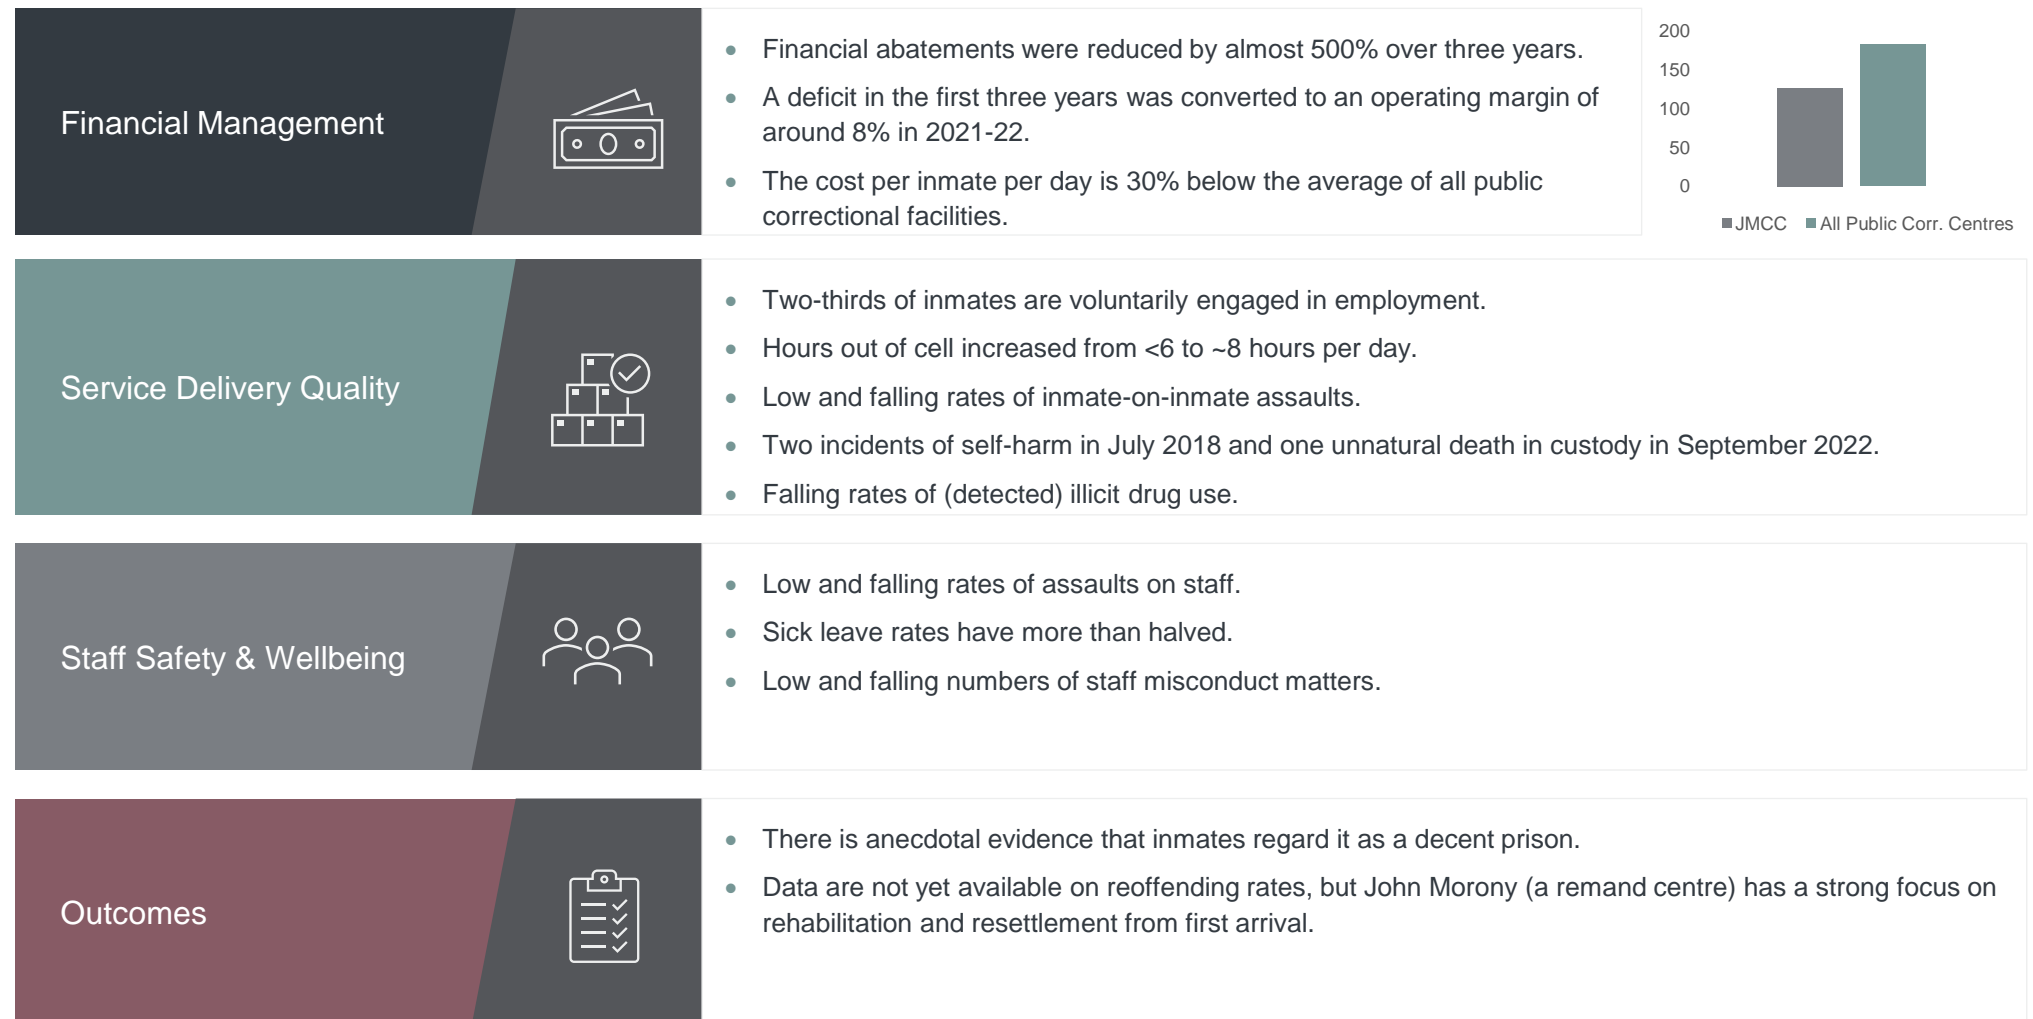 Financial Management
Financial abatements were reduced by almost 500% over three years.
A deficit in the first three years was converted to an operating margin of
around 8% in 2021-22.
The cost per inmate per day is 30% below the average of all public
correctional facilities.
200
150
100
50
0
JMCC All Public Corr. Centres
Service Delivery Quality
Two-thirds of inmates are voluntarily engaged in employment.
Hours out of cell increased from <6 to ~8 hours per day.
Low and falling rates of inmate-on-inmate assaults.
Two incidents of self-harm in July 2018 and one unnatural death in custody in September 2022.
Falling rates of (detected) illicit drug use.
Staff Safety & Wellbeing
Low and falling rates of assaults on staff.
Sick leave rates have more than halved.
Low and falling numbers of staff misconduct matters.
Outcomes
There is anecdotal evidence that inmates regard it as a decent prison.
Data are not yet available on reoffending rates, but John Morony (a remand centre) has a strong focus on
rehabilitation and resettlement from first arrival.